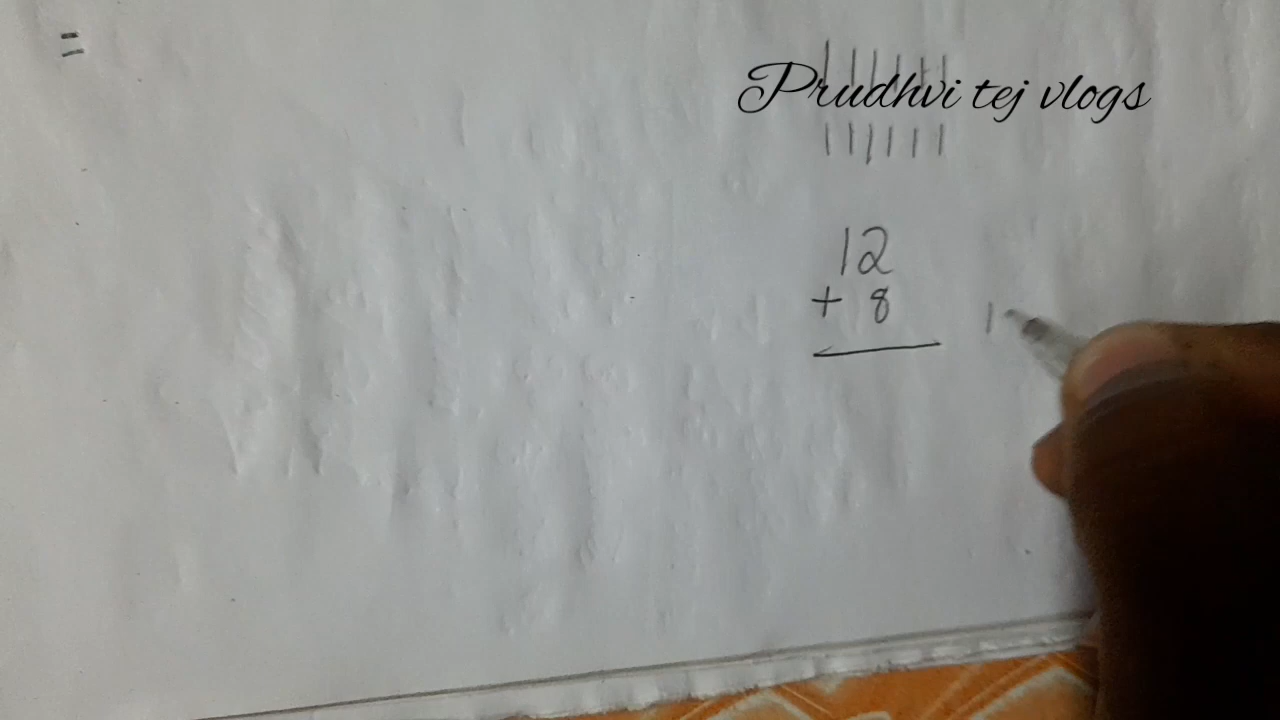 =
Prudhvi tej vlogs
| | | | | |
| | | | | |
12
+ 8
|